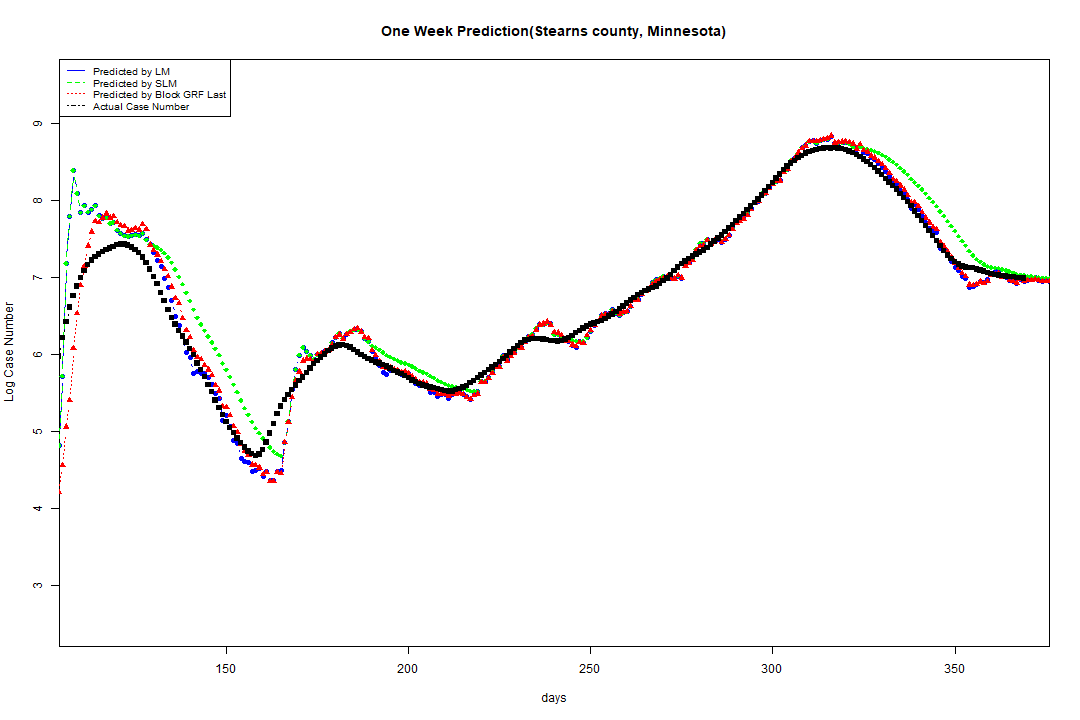 One Week Prediction(Stearns county, Minnesota)
Predicted by LM
Predicted by SLM
Predicted by Block GRF Last
Actual Case Number
Log Case Number
9
8
7
6
5
4
3
150 200 250 300 350
days